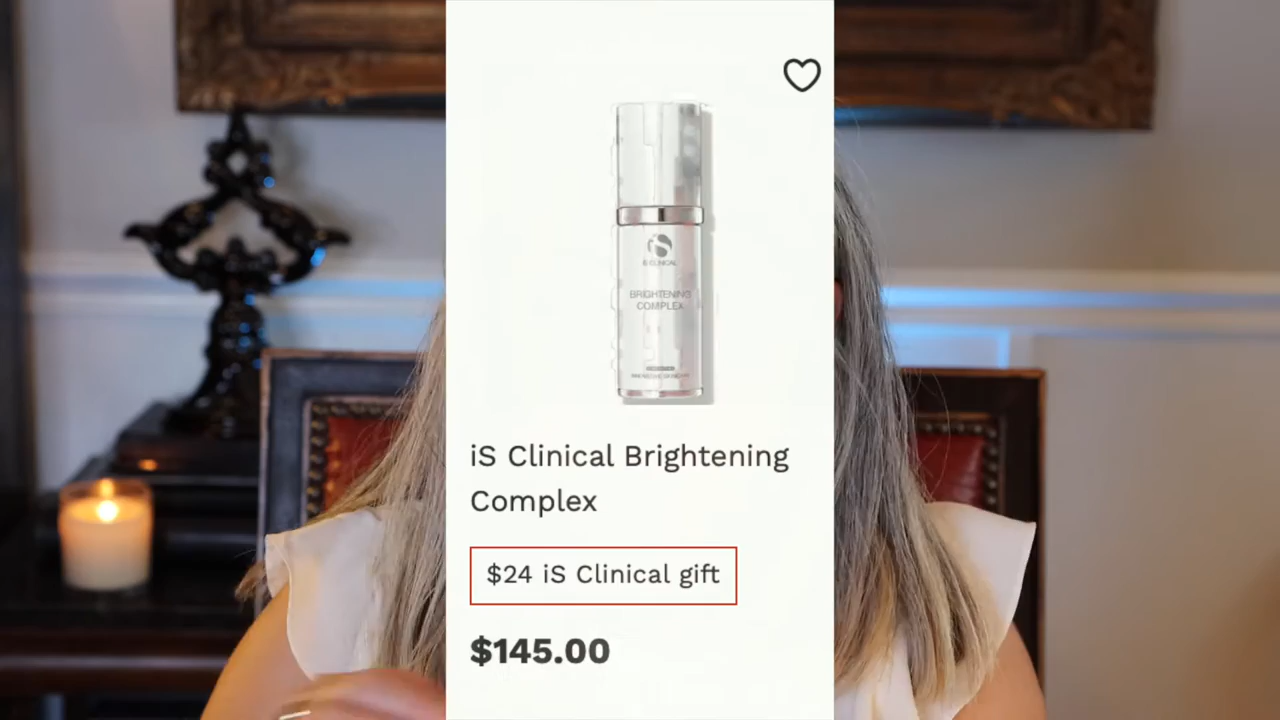 iS CLINICAL
BRIGHTENING
COMPLEX
iS Clinical Brightening
Complex
$24 iS Clinical gift
$145.00